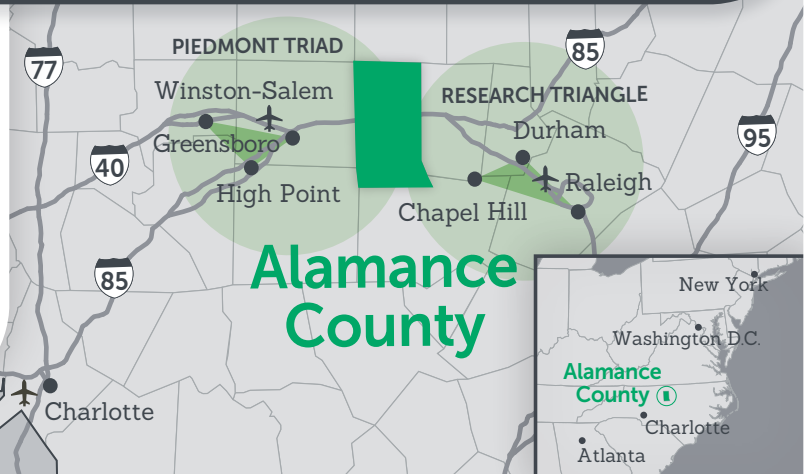 PIEDMONT TRIAD
85
77
Winston-Salem
RESEARCH TRIANGLE
Durham
95
Greensboro
40
High Point
Raleigh
Chapel Hill
Alamance
County
85
Charlotte
New York
Washington D.C.
Alamance
County
Charlotte
Atlanta